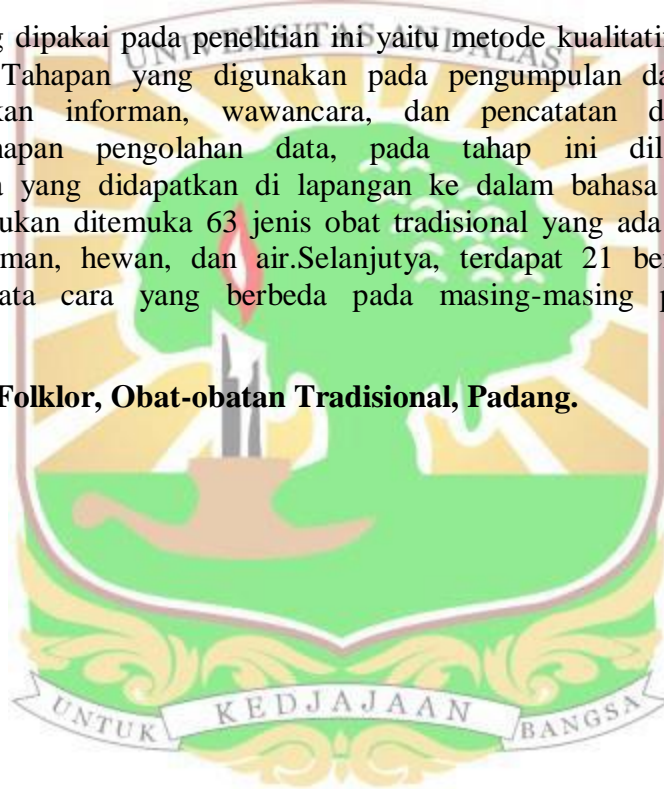 g dipakai pada penelitian ini yaitu metode kualitatif
UNIVERSITAS ANDALAS
Tahapan yang digunakan pada pengumpulan da
kan informan, wawancara, dan pencatatan d
hapan pengolahan data, pada tahap ini dil
a yang didapatkan di lapangan ke dalam bahasa
ukan ditemuka 63 jenis obat tradisional yang ada
man, hewan, dan air.Selanjutya, terdapat 21 be
ata cara yang berbeda pada masing-masing p
Folklor, Obat-obatan Tradisional, Padang.
UNTUK KEDJAJAAN BANGSA